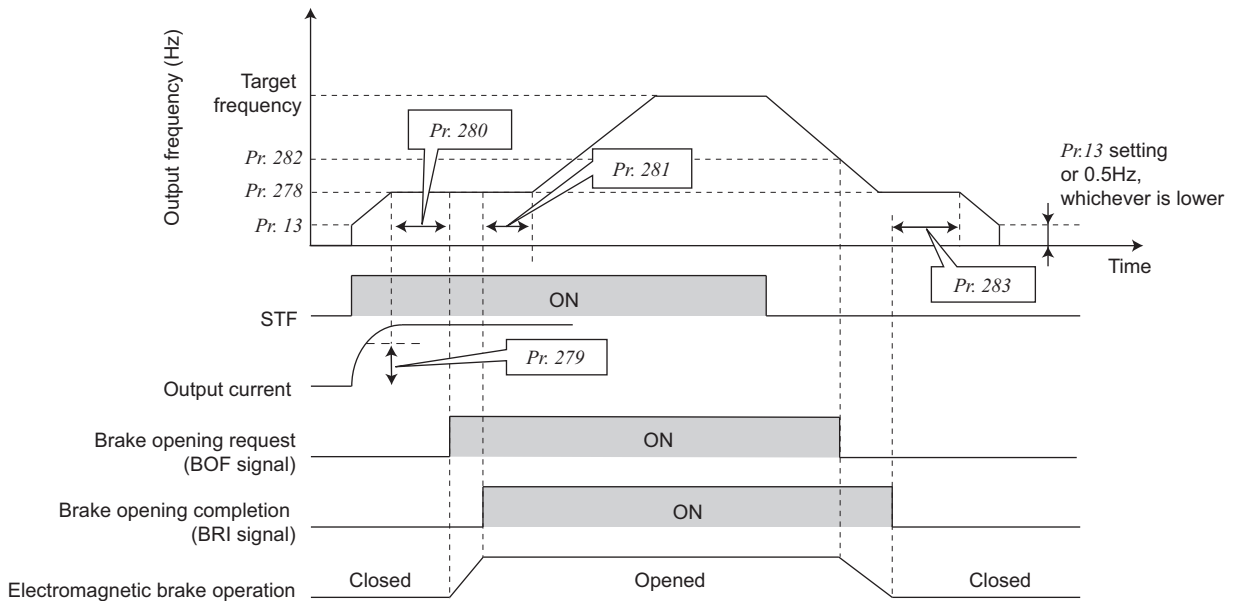 Output frequency (Hz)
Target
frequency
Pr. 280
Pr. 282
Pr. 281
Pr. 278
Pr. 13
Pr.13 setting
or 0.5Hz,
whichever is lower
Time
Pr. 283
STF
ON
Pr. 279
Output current
Brake opening request
(BOF signal)
ON
Brake opening completion
(BRI signal)
ON
Electromagnetic brake operation
Closed
Opened
Closed